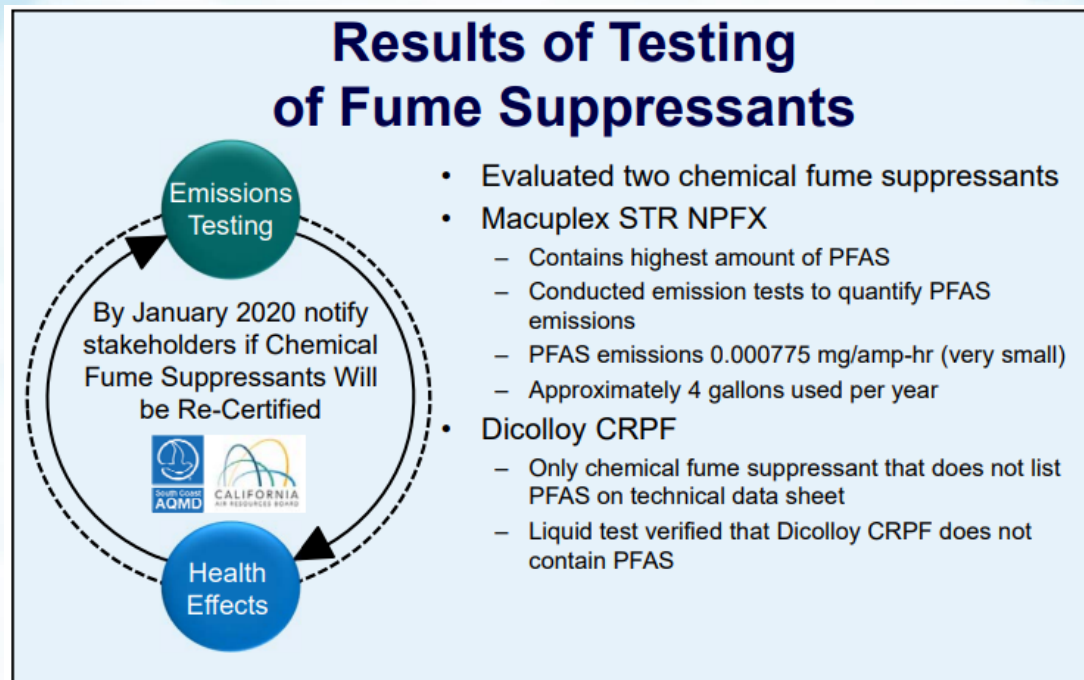 Results of Testing
of Fume Suppressants
Emissions
Testing
By January 2020 notify
stakeholders if Chemical
Fume Suppressants Will
be Re-Certified
South Coast
AQMD
CALIFORNIA
AIR RESOURCES BOARD
Health
Effects
• Evaluated two chemical fume suppressants
• Macuplex STR NPFX
– Contains highest amount of PFAS
– Conducted emission tests to quantify PFAS
emissions
– PFAS emissions 0.000775 mg/amp-hr (very small)
– Approximately 4 gallons used per year
• Dicolloy CRPF
– Only chemical fume suppressant that does not list
PFAS on technical data sheet
– Liquid test verified that Dicolloy CRPF does not
contain PFAS